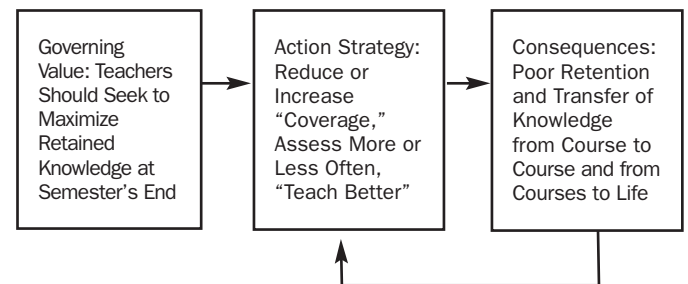 Governing
Value: Teachers
Should Seek to
Maximize
Retained
Knowledge at
Semester's End
Action Strategy:
Reduce or
Increase
“Coverage,”
Assess More or
Less Often,
“Teach Better”
Consequences:
Poor Retention
and Transfer of
Knowledge
from Course to
Course and from
Courses to Life